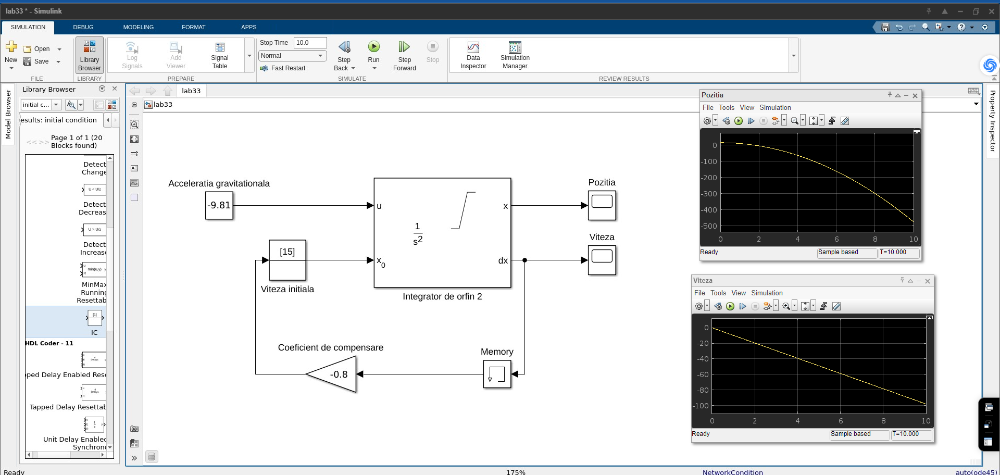 lab33 * - Simulink
SIMULATION
DEBUG
MODELING
FORMAT
APPS
New
Open
Save
FILE
Library
Browser
LIBRARY
Log
Signals
Add
Viewer
Signal
Table
PREPARE
Stop Time 10.0
Normal
Fast Restart
Step
Back
Run
Step
Forward
Stop
SIMULATE
Data
Inspector
Simulation
Manager
REVIEW RESULTS
Model Browser
Library Browser
initial c...
esults: initial condition
Page 1 of 1 (20
Blocks found)
Detect
Change
U < U/z
Detect
Decreas
U > U/z
Detect
Increase
min(u,y) y
MinMax
Running
Resettab
[1]
IC
HDL Coder - 11
Delays
ped Delay Enabled Rese
Delays
Tapped Delay Resettab
1
z
Unit Delay Enabled
Synchrono
lab33
lab33
Acceleratia gravitationala
-9.81
[15]
Viteza initiala
u
x0
1
s2
x
dx
Integrator de orfin 2
Pozitia
Viteza
Coeficient de compensare
-0.8
Memory
Pozitia
File Tools View Simulation
0
-100
-200
-300
-400
-500
0 2 4 6 8 10
Ready
Sample based
T=10.000
Viteza
File Tools View Simulation
0
-20
-40
-60
-80
-100
0 2 4 6 8 10
Ready
Sample based
T=10.000
Property Inspector
Ready
175%
NetworkCondition
auto(ode45)